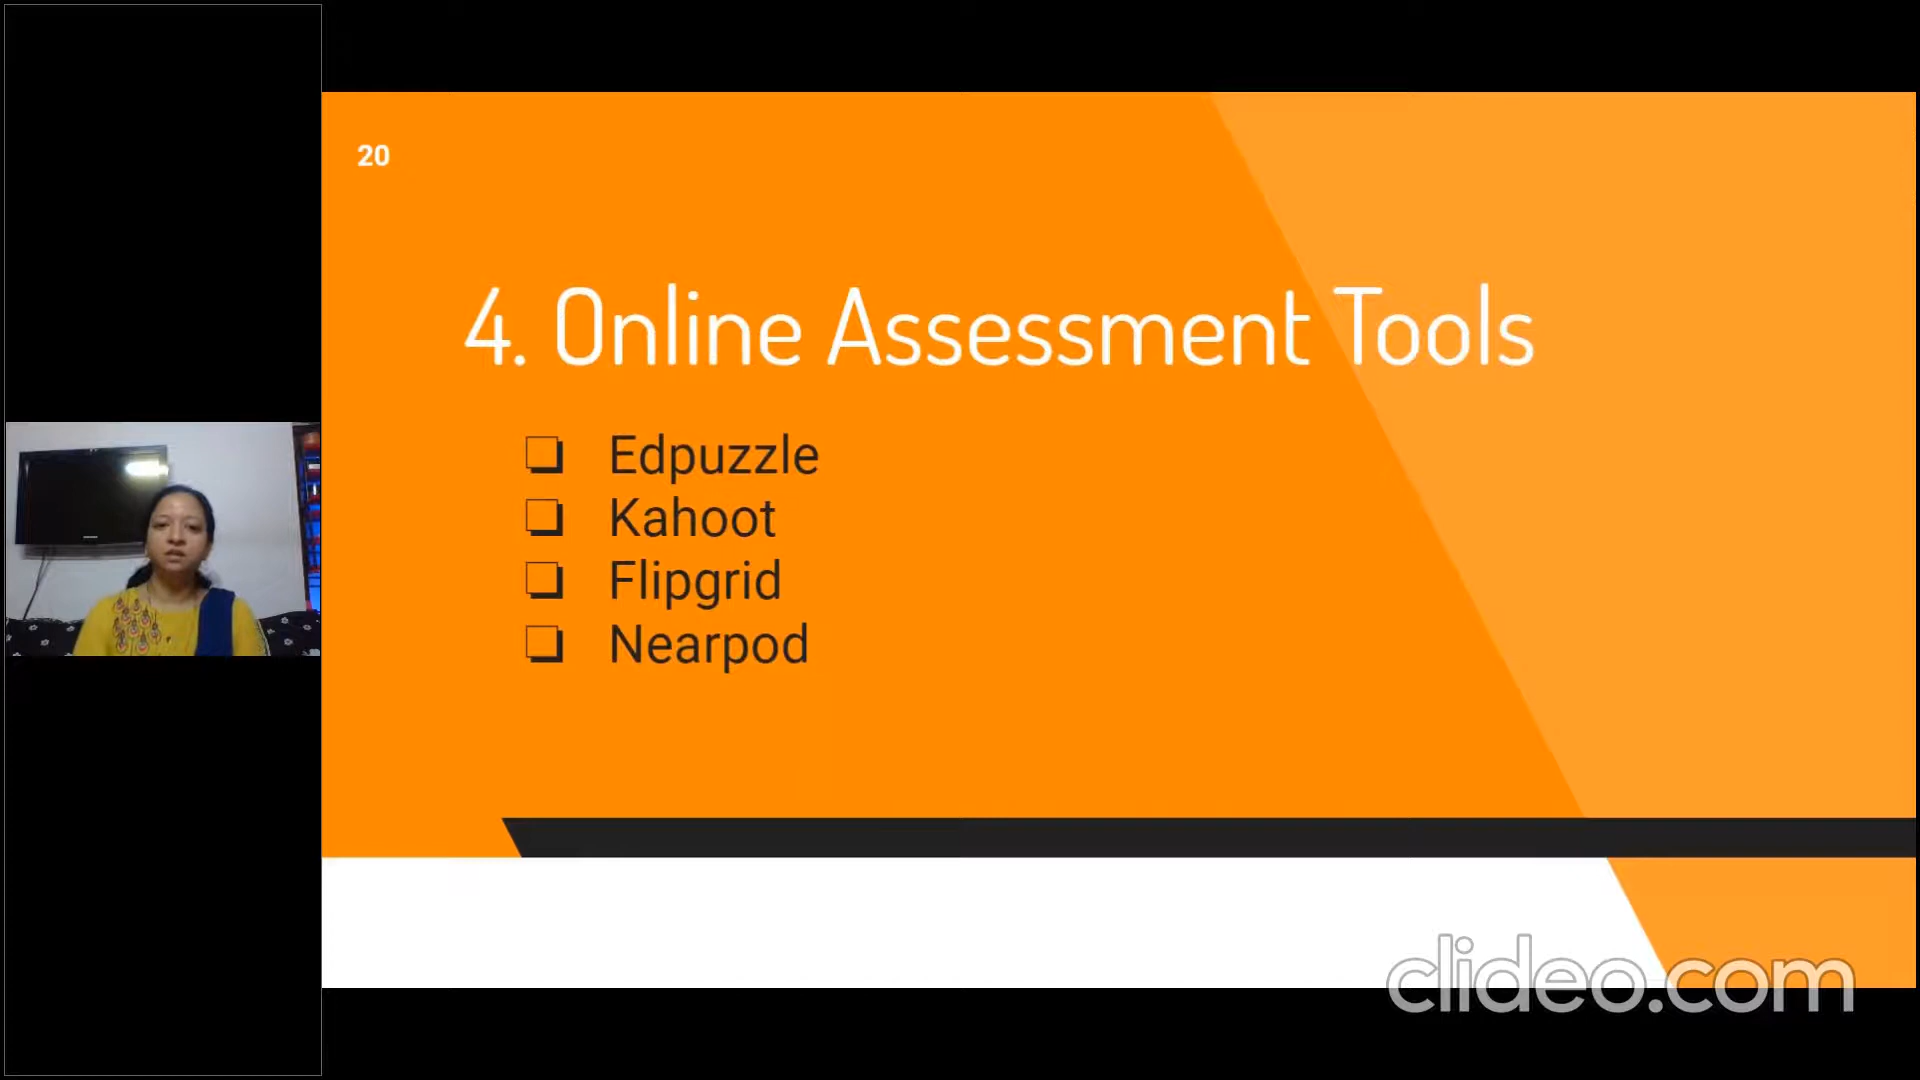 20
4. Online Assessment Tools
❏ Edpuzzle
❏ Kahoot
❏ Flipgrid
❏ Nearpod
clideo.com